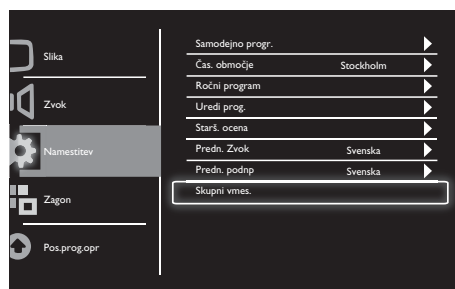 Slika
Zvok
Namestitev
Zagon
Pos.prog.opr
Samodejno progr.
Čas. območje Stockholm
Ročni program
Uredi prog.
Starš. ocena
Predn. Zvok Svenska
Predn. podnp Svenska
Skupni vmes.